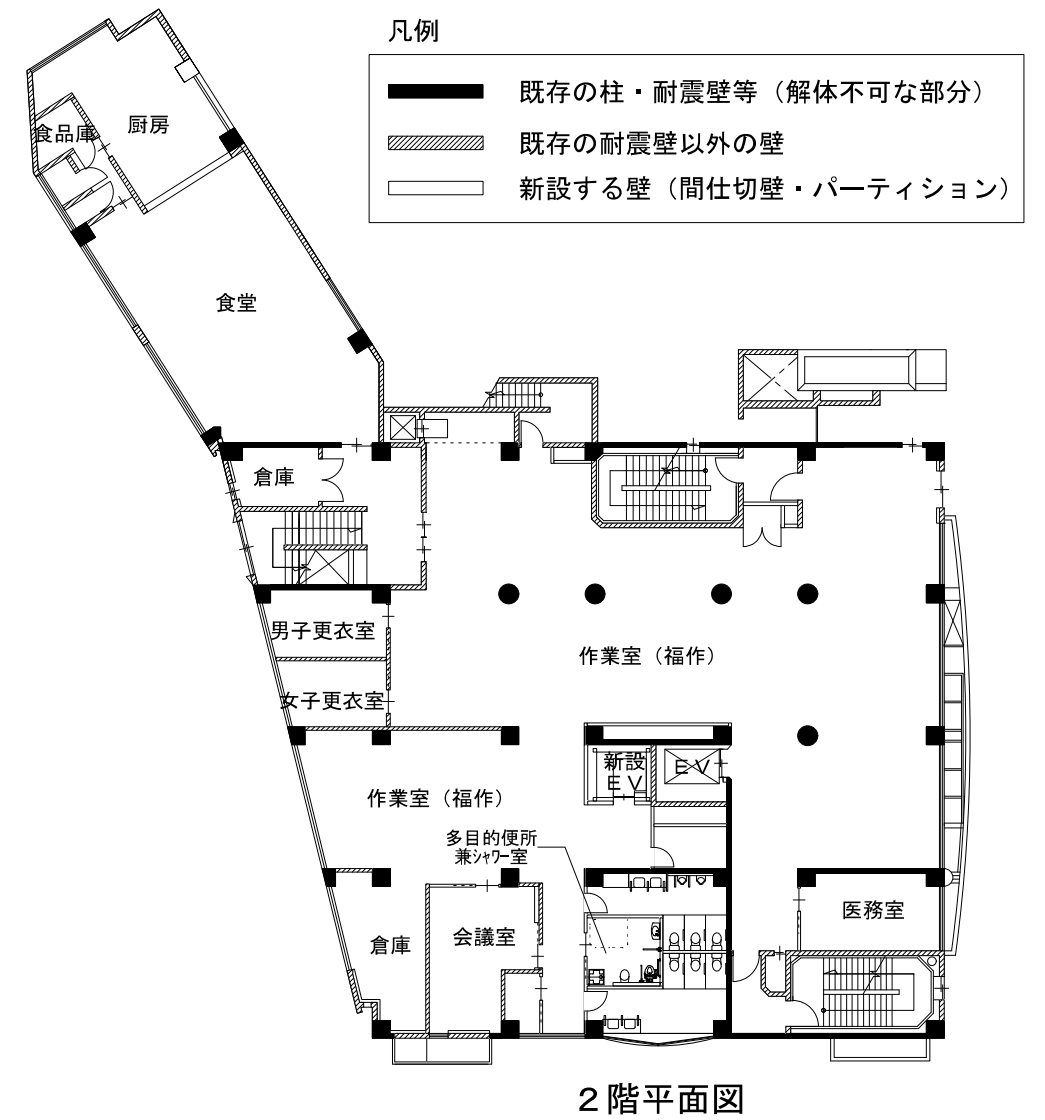 凡例
既存の柱・耐震壁等（解体不可な部分）
既存の耐震壁以外の壁
新設する壁（間仕切壁・パーティション）
食品庫
厨房
食堂
倉庫
男子更衣室
作業室（福作）
女子更衣室
新設
ＥＶ
ＥＶ
作業室（福作）
多目的便所
兼ｼｬﾜｰ室
医務室
倉庫
会議室
２階平面図